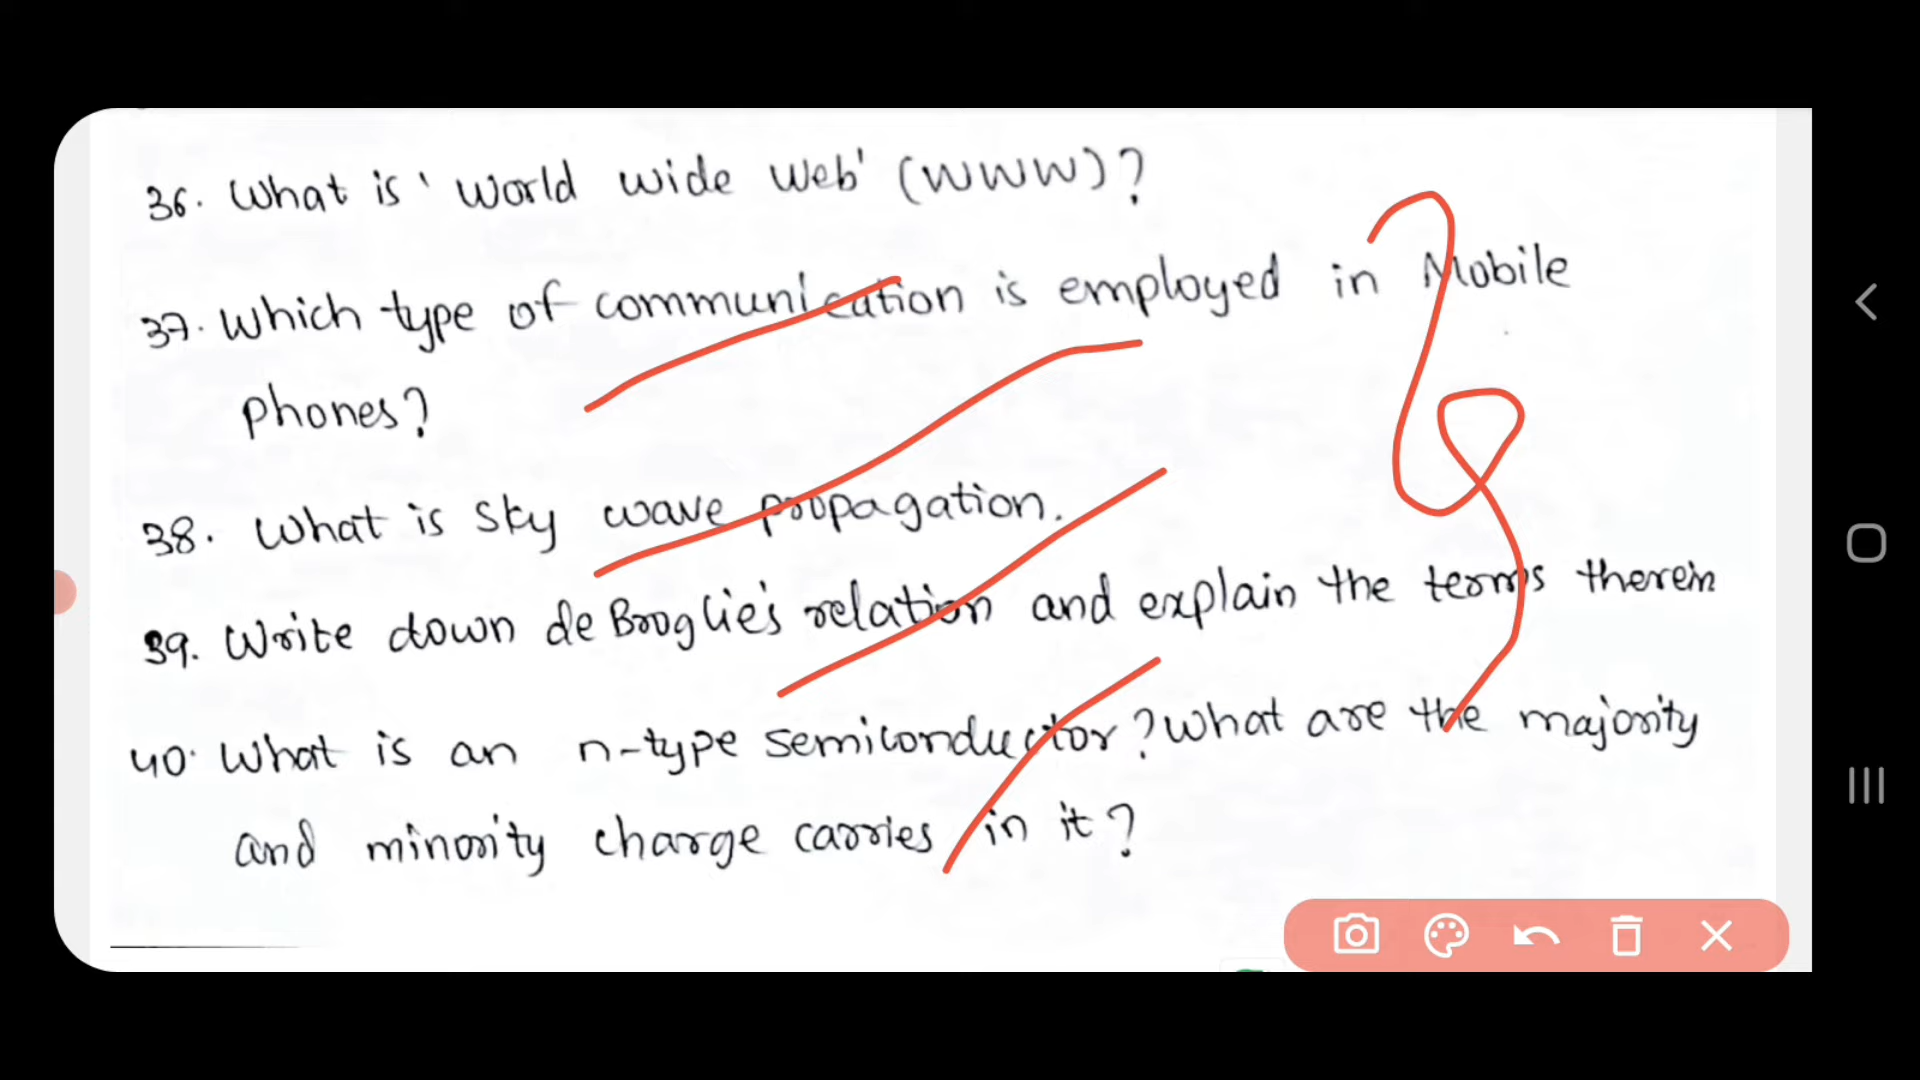 36. What is 'World wide Web' (WWW)?
37. Which type of communication is employed in Mobile
phones?
38. What is sky wave propagation.
39. Write down de Broglie's relation and explain the terms therein
40. What is an n-type semiconductor? What are the majority
and minority charge carries in it?